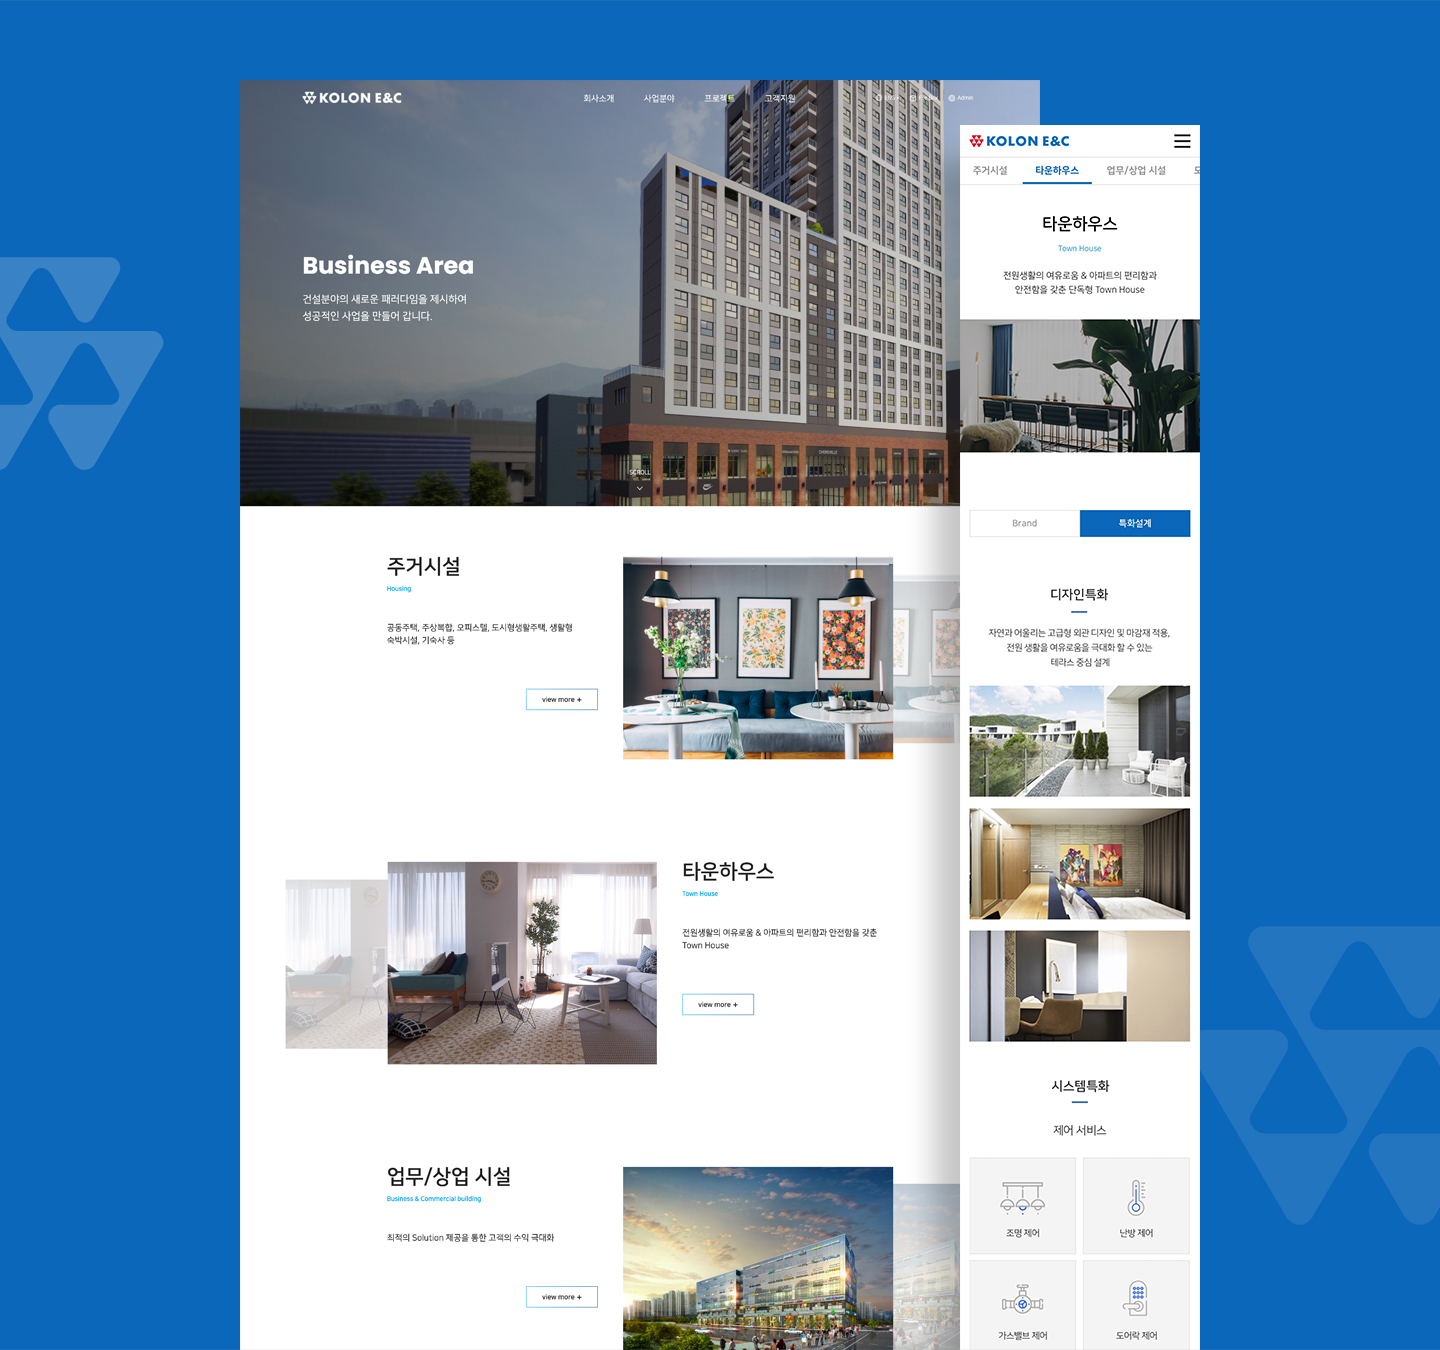 KOLON E&C
회사소개
사업분야
프로젝트
고객지원
Admin
Business Area
건설분야의 새로운 패러다임을 제시하여
성공적인 사업을 만들어 갑니다.
SCROLL
주거시설
Housing
공동주택, 주상복합, 오피스텔, 도시형생활주택, 생활형
숙박시설, 기숙사 등
view more +
타운하우스
Town House
전원생활의 여유로움 & 아파트의 편리함과 안전함을 갖춘
Town House
view more +
업무/상업 시설
Business & Commercial building
최적의 Solution 제공을 통한 고객의 수익 극대화
view more +
KOLON E&C
주거시설
타운하우스
업무/상업 시설
타운하우스
Town House
전원생활의 여유로움 & 아파트의 편리함과
안전함을 갖춘 단독형 Town House
Brand
특화설계
디자인특화
자연과 어울리는 고급형 외관 디자인 및 마감재 적용,
전원 생활을 여유로움을 극대화 할 수 있는
테라스 중심 설계
시스템특화
제어 서비스
조명 제어
난방 제어
가스밸브 제어
도어락 제어